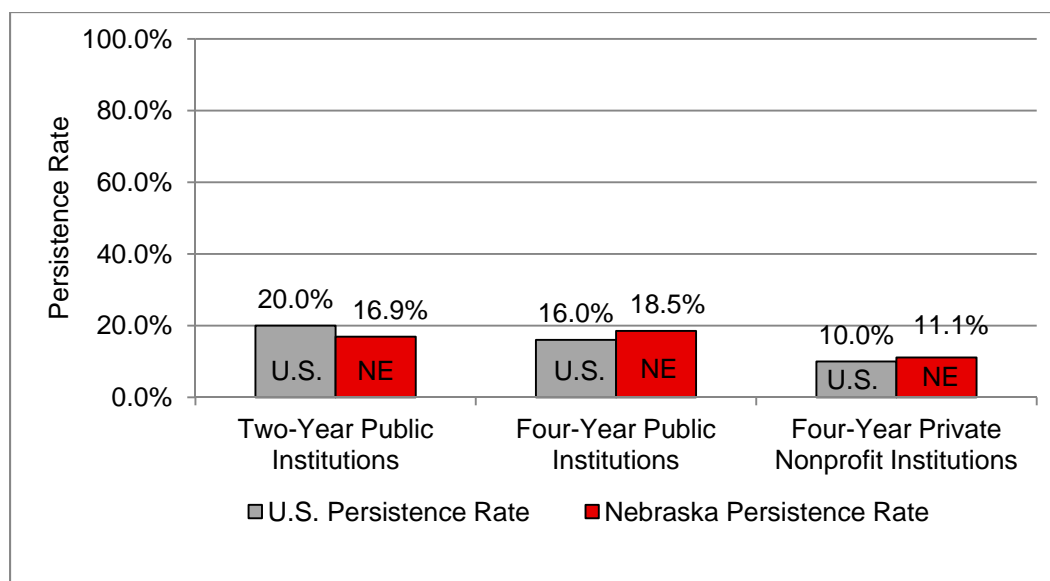 100.0%
80.0%
60.0%
40.0%
20.0%
0.0%
Persistence Rate
20.0%
16.9%
16.0%
18.5%
10.0%
11.1%
U.S.
NE
U.S.
NE
U.S.
NE
Two-Year Public
Institutions
Four-Year Public
Institutions
Four-Year Private
Nonprofit Institutions
U.S. Persistence Rate
Nebraska Persistence Rate